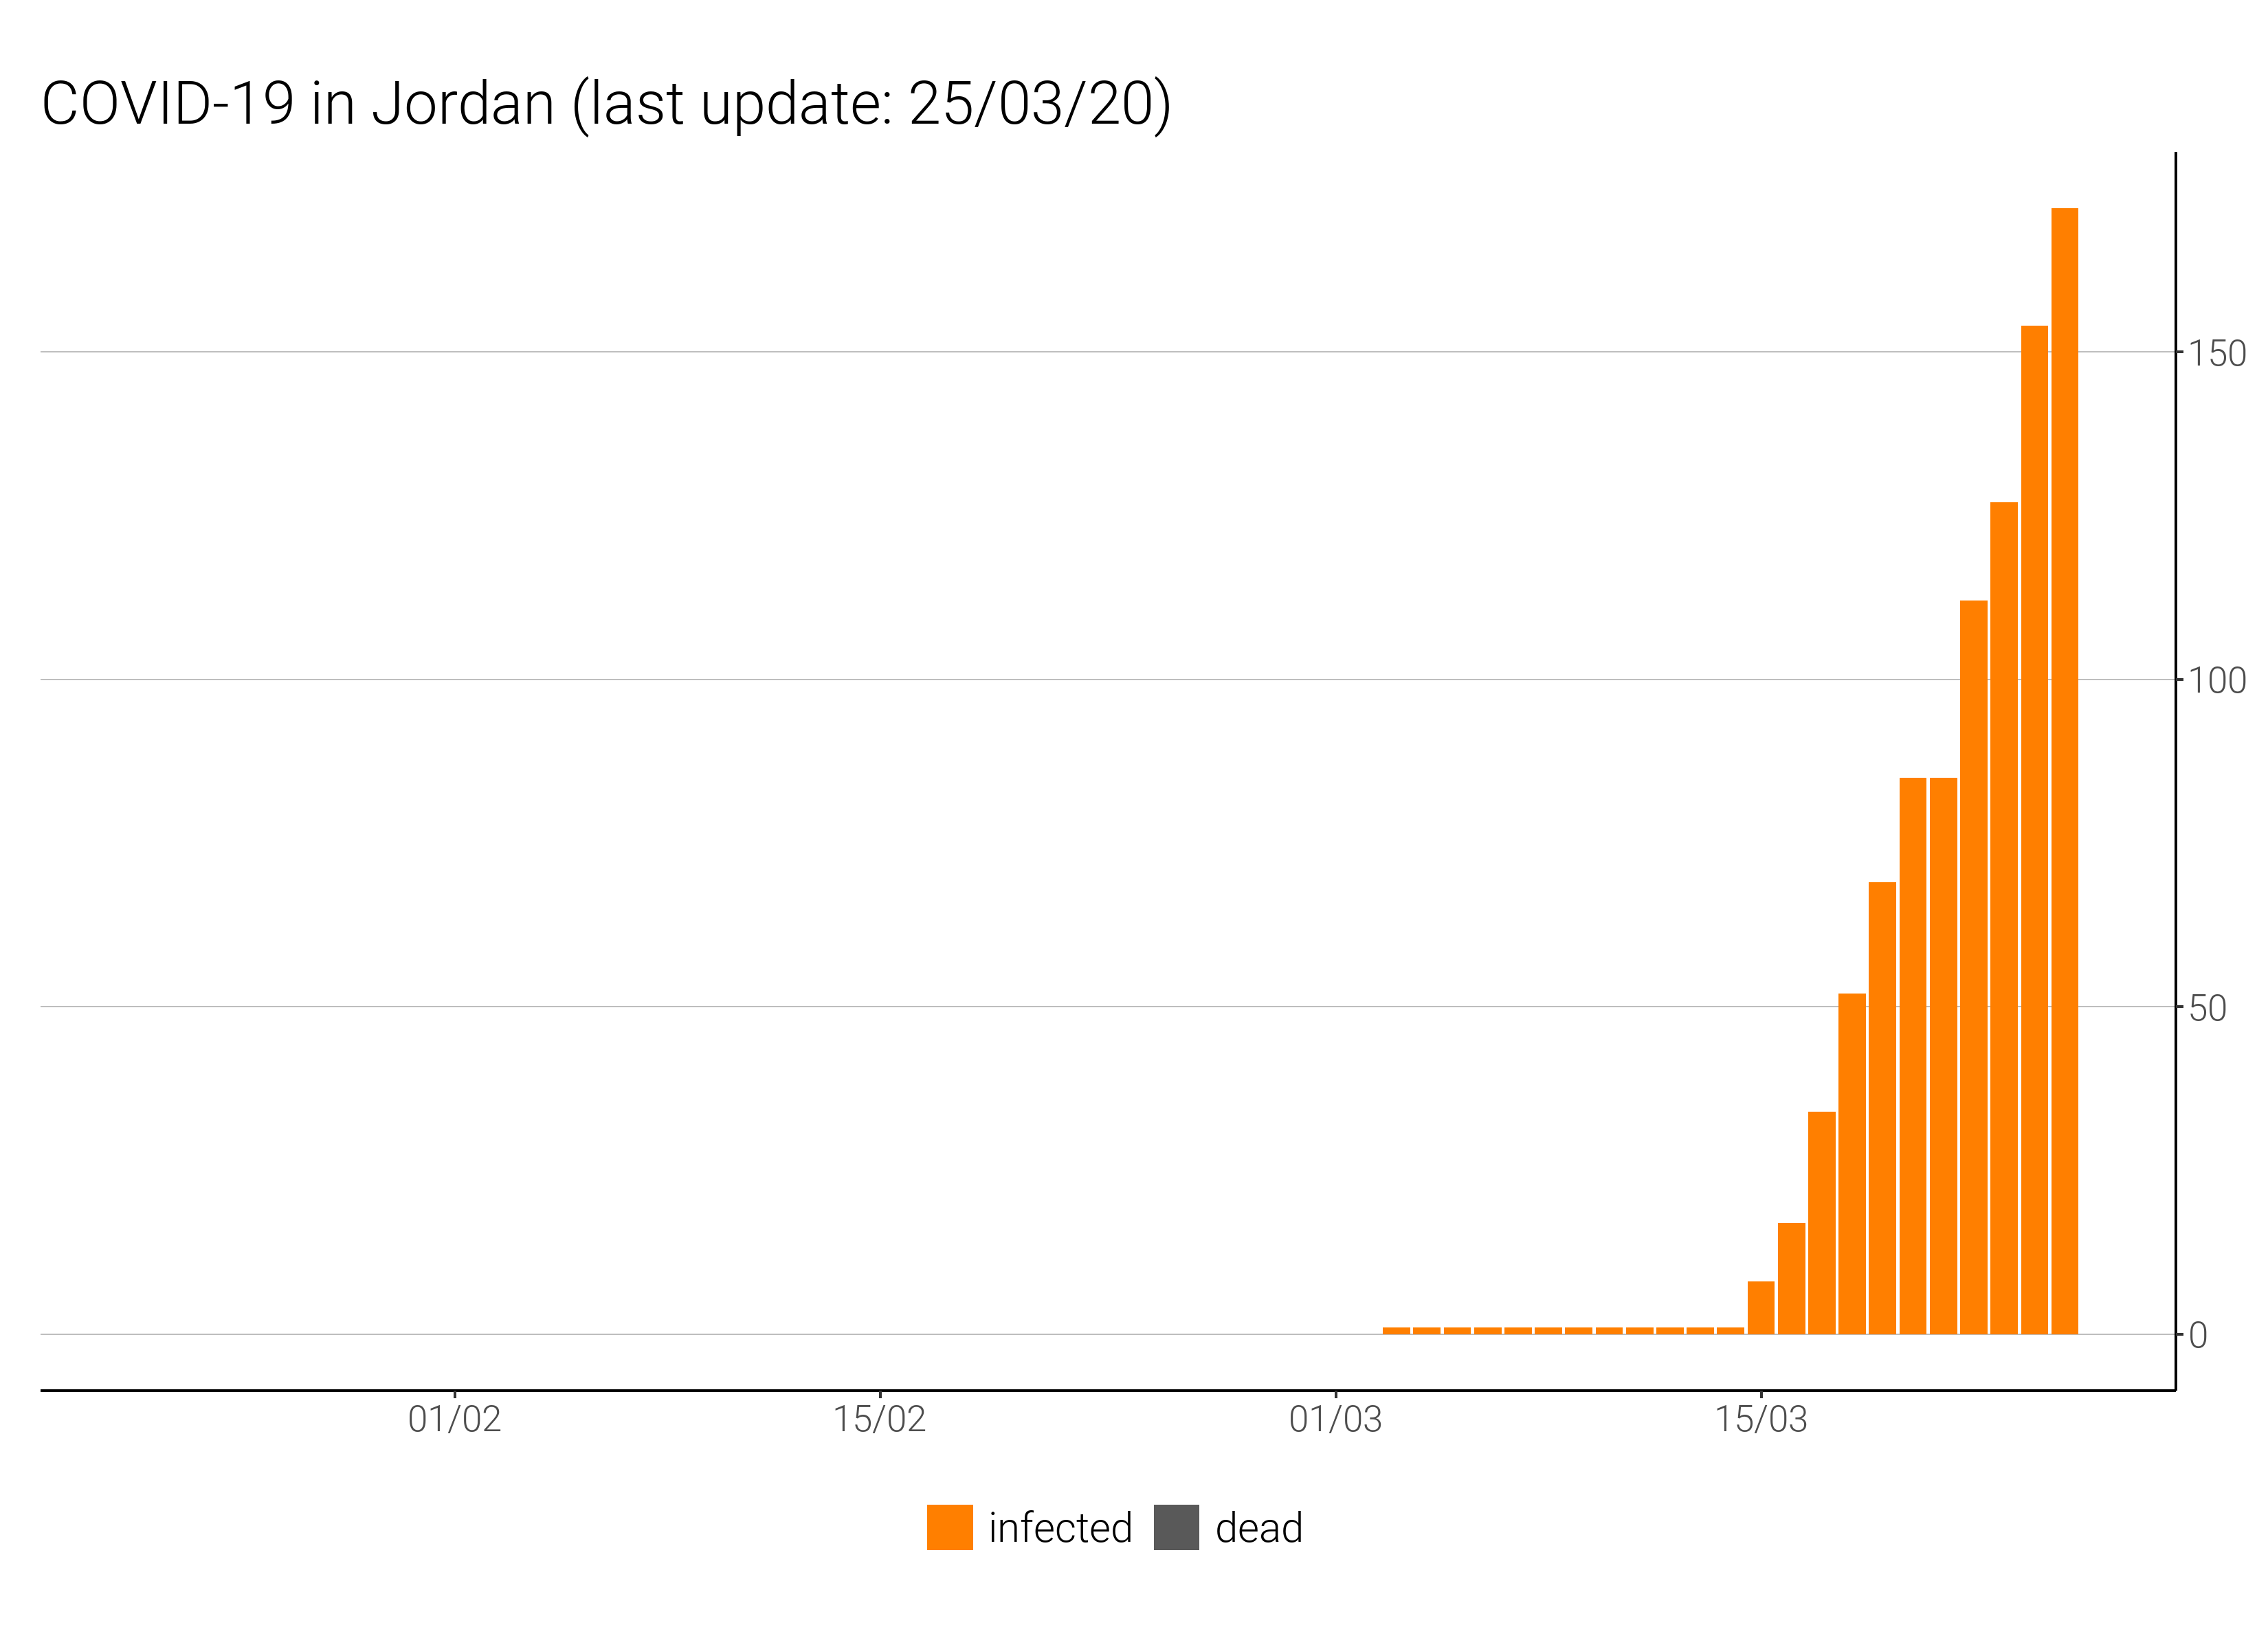 COVID-19 in Jordan (last update: 25/03/20)
150
100
50
0
01/02 15/02 01/03 15/03
infected dead